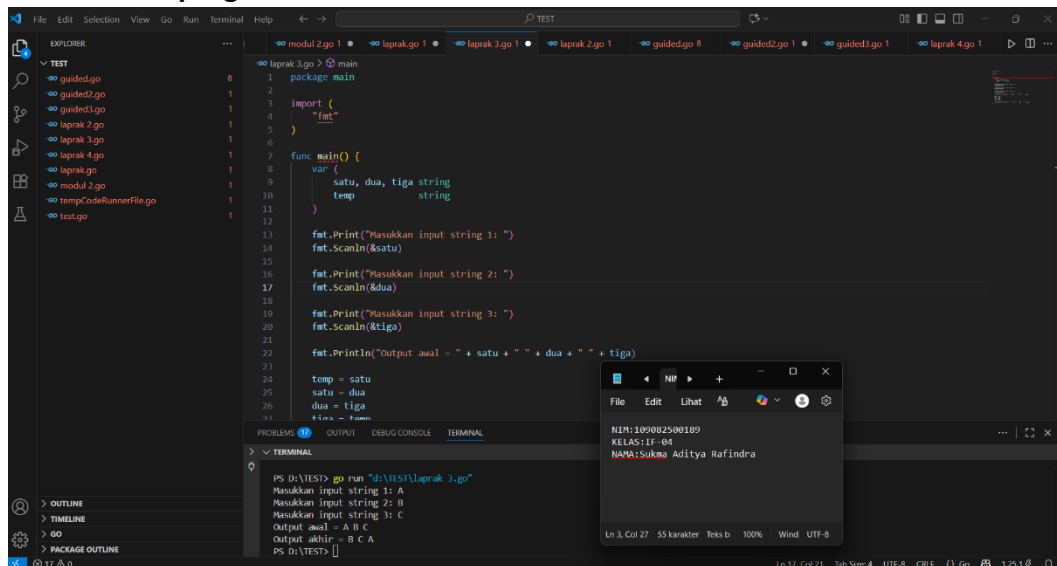 File Edit Selection View Go Run Terminal Help
TEST
EXPLORER
modul 2.go 1
laprak.go 1
laprak 3.go 1
laprak 2.go 1
guided.go 8
guided2.go 1
guided3.go 1
laprak 4.go 1
TEST
guided.go 8
guided2.go 1
guided3.go 1
laprak 2.go 1
laprak 3.go 1
laprak 4.go 1
laprak.go 1
modul 2.go 1
tempCodeRunnerFile.go 1
test.go 1
OUTLINE
TIMELINE
GO
PACKAGE OUTLINE
laprak 3.go > main
1 package main
2
3 import (
4 "fmt"
5 )
6
7 func main() {
8 var (
9 satu, dua, tiga string
10 temp string
11 )
12
13 fmt.Print("Masukkan input string 1: ")
14 fmt.Scanln(&satu)
15
16 fmt.Print("Masukkan input string 2: ")
17 fmt.Scanln(&dua)
18
19 fmt.Print("Masukkan input string 3: ")
20 fmt.Scanln(&tiga)
21
22 fmt.Println("Output awal = " + satu + " " + dua + " " + tiga)
23
24 temp = satu
25 satu = dua
26 dua = tiga
27 tiga = temp
PROBLEMS 17 OUTPUT DEBUG CONSOLE TERMINAL
TERMINAL
PS D:\TEST> go run "d:\TEST\laprak 3.go"
Masukkan input string 1: A
Masukkan input string 2: B
Masukkan input string 3: C
Output awal = A B C
Output akhir = B C A
PS D:\TEST>
NIM
File Edit Lihat
NIM:109082500189
KELAS:IF-04
NAMA:Sukma Aditya Rafindra
Ln 3, Col 27 55 karakter Teks b 100% Wind UTF-8
17 0
Ln 17, Col 21 Tab Size: 4 UTF-8 CRLF {} Go